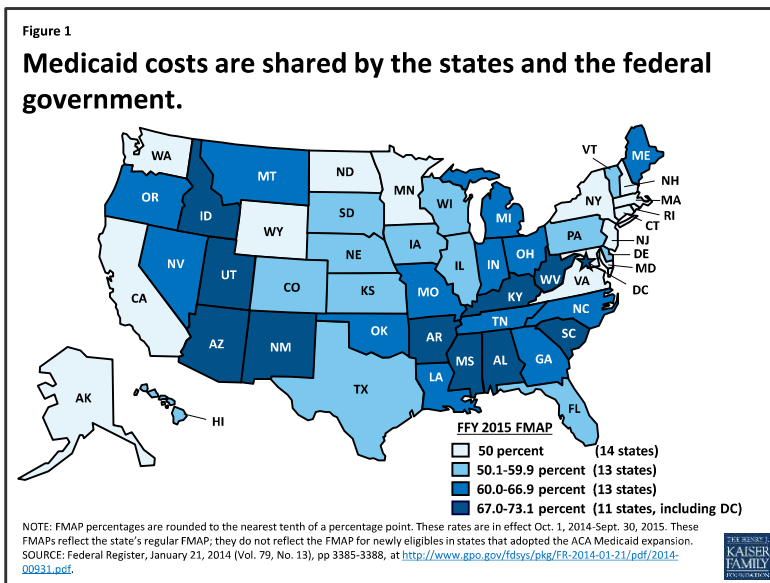 Figure 1
Medicaid costs are shared by the states and the federal
government.
WA
OR
CA
NV
ID
MT
WY
UT
AZ
CO
NM
ND
SD
NE
KS
OK
TX
MN
IA
MO
AR
LA
WI
IL
MI
IN
OH
KY
TN
MS
AL
GA
FL
SC
NC
VA
WV
PA
NY
VT
ME
NH
MA
RI
CT
NJ
DE
MD
DC
AK
HI
FFY 2015 FMAP
50 percent (14 states)
50.1-59.9 percent (13 states)
60.0-66.9 percent (13 states)
67.0-73.1 percent (11 states, including DC)
NOTE: FMAP percentages are rounded to the nearest tenth of a percentage point. These rates are in effect Oct. 1, 2014-Sept. 30, 2015. These
FMAPs reflect the state's regular FMAP; they do not reflect the FMAP for newly eligibles in states that adopted the ACA Medicaid expansion.
SOURCE: Federal Register, January 21, 2014 (Vol. 79, No. 13), pp 3385-3388, at http://www.gpo.gov/fdsys/pkg/FR-2014-01-21/pdf/2014-
00931.pdf.
THE HENRY J.
KAISER
FAMILY
FOUNDATION